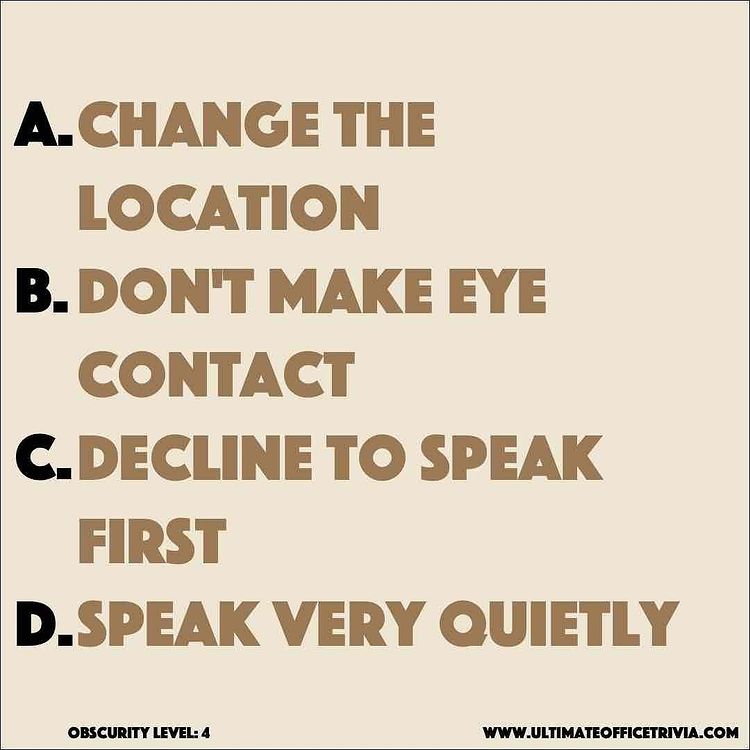 A. CHANGE THE
LOCATION
B. DON'T MAKE EYE
CONTACT
C. DECLINE TO SPEAK
FIRST
D. SPEAK VERY QUIETLY
OBSCURITY LEVEL: 4
WWW.ULTIMATEOFFICETRIVIA.COM